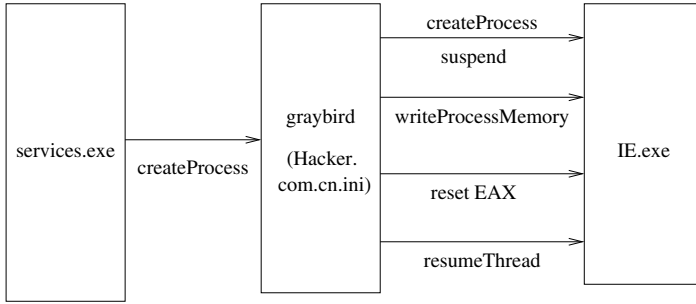 services.exe
createProcess
graybird
(Hacker.
com.cn.ini)
createProcess
suspend
writeProcessMemory
reset EAX
resumeThread
IE.exe